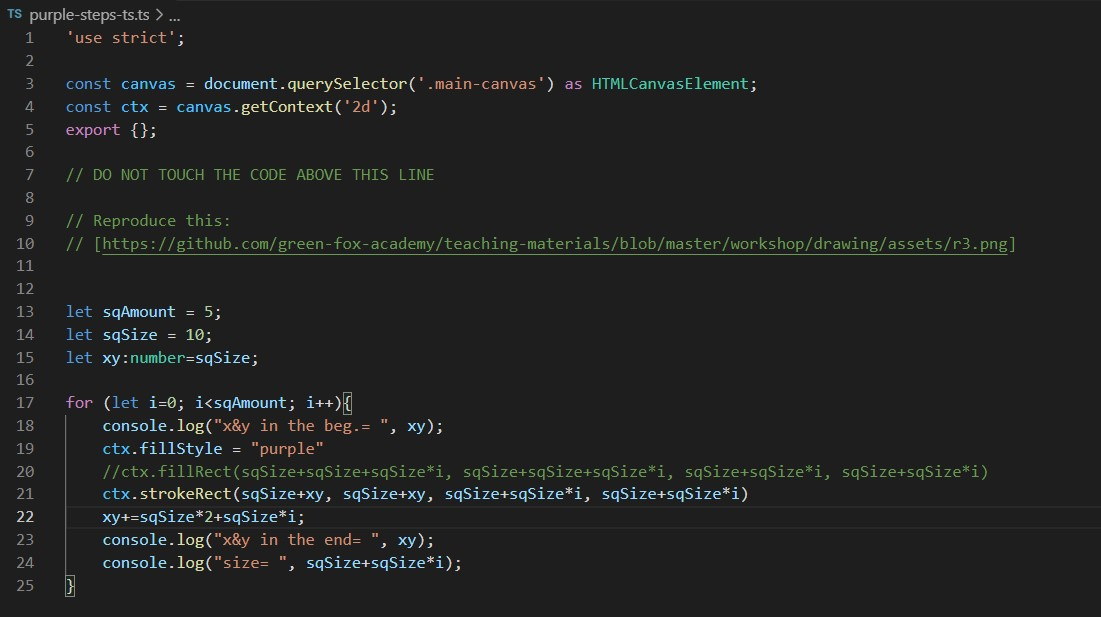 TS purple-steps-ts.ts > ...
1 'use strict';
2
3 const canvas = document.querySelector('.main-canvas') as HTMLCanvasElement;
4 const ctx = canvas.getContext('2d');
5 export {};
6
7 // DO NOT TOUCH THE CODE ABOVE THIS LINE
8
9 // Reproduce this:
10 // [https://github.com/green-fox-academy/teaching-materials/blob/master/workshop/drawing/assets/r3.png]
11
12
13 let sqAmount = 5;
14 let sqSize = 10;
15 let xy:number=sqSize;
16
17 for (let i=0; i<sqAmount; i++){
18     console.log("x&y in the beg.= ", xy);
19     ctx.fillStyle = "purple"
20     //ctx.fillRect(sqSize+sqSize+sqSize*i, sqSize+sqSize+sqSize*i, sqSize+sqSize*i, sqSize+sqSize*i)
21     ctx.strokeRect(sqSize+xy, sqSize+xy, sqSize+sqSize*i, sqSize+sqSize*i)
22     xy+=sqSize*2+sqSize*i;
23     console.log("x&y in the end= ", xy);
24     console.log("size= ", sqSize+sqSize*i);
25 }